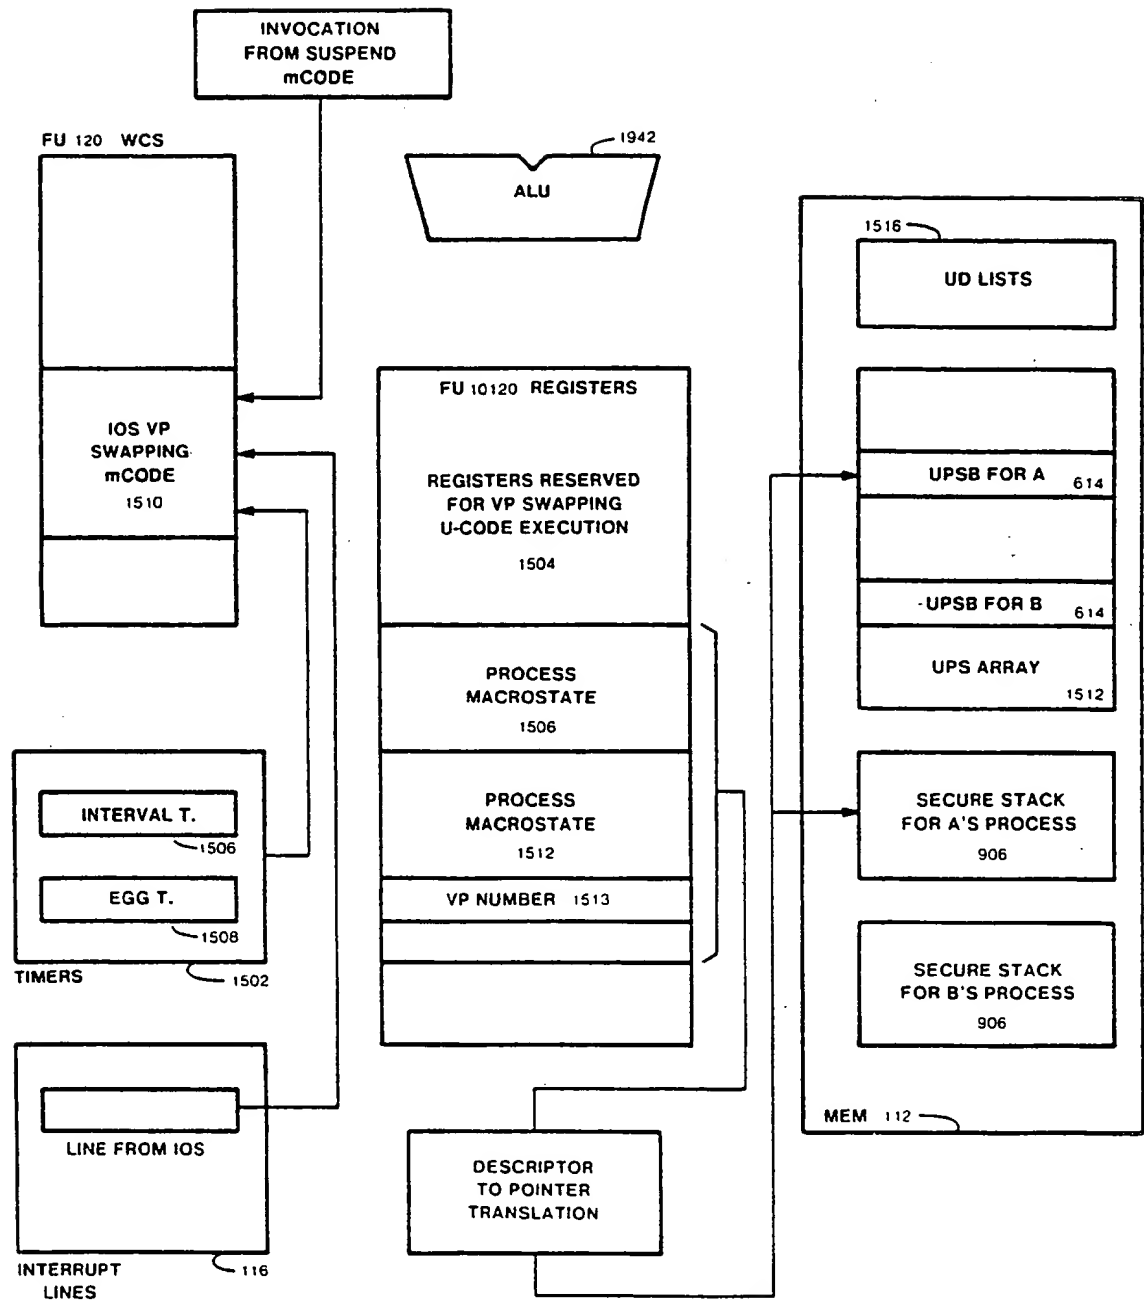 INVOCATION
FROM SUSPEND
mCODE
FU 120 WCS
IOS VP
SWAPPING
mCODE
1510
1942
ALU
FU 10120 REGISTERS
REGISTERS RESERVED
FOR VP SWAPPING
U-CODE EXECUTION
1504
PROCESS
MACROSTATE
1506
PROCESS
MACROSTATE
1512
VP NUMBER 1513
INTERVAL T.
1506
EGG T.
1508
TIMERS
1502
LINE FROM IOS
INTERRUPT
LINES
116
DESCRIPTOR
TO POINTER
TRANSLATION
1516
UD LISTS
UPSB FOR A 614
UPSB FOR B 614
UPS ARRAY
1512
SECURE STACK
FOR A'S PROCESS
906
SECURE STACK
FOR B'S PROCESS
906
MEM 112